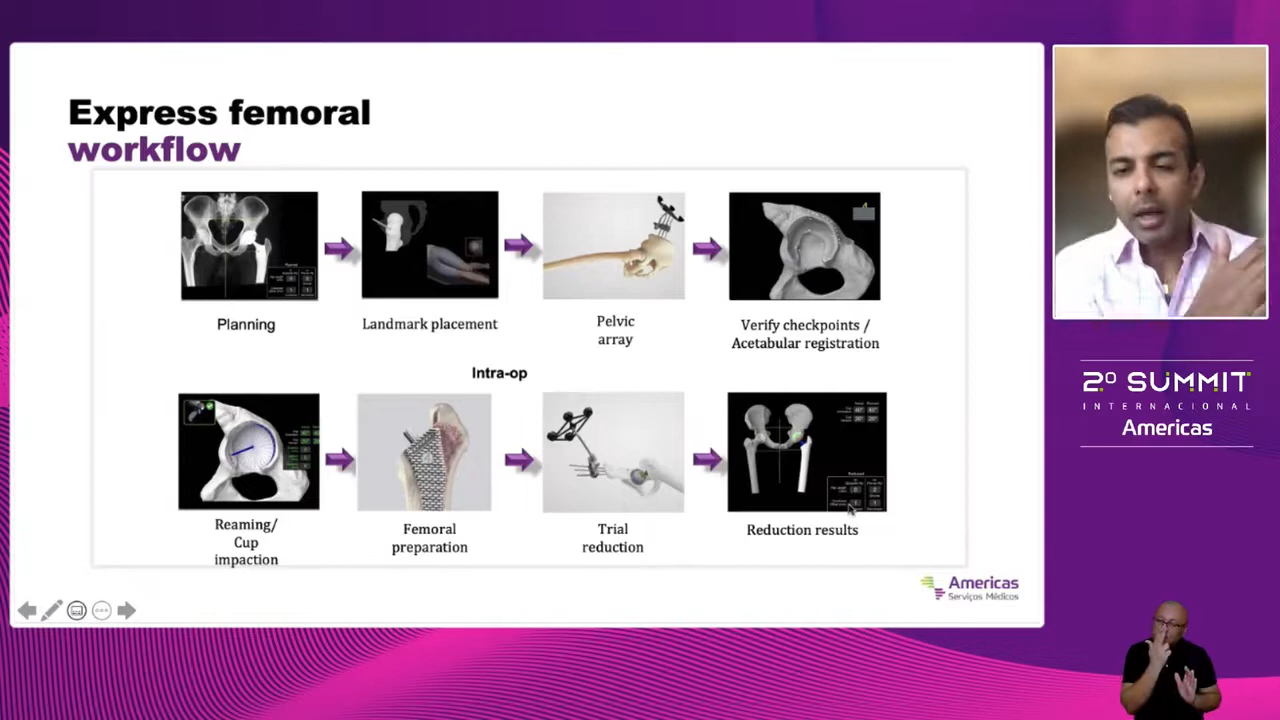 Express femoral
workflow
Planning
Landmark placement
Pelvic
array
Verify checkpoints /
Acetabular registration
Intra-op
Reaming/
Cup
impaction
Femoral
preparation
Trial
reduction
Reduction results
Americas
Serviços Médicos
2º SUMMIT
INTERNACIONAL
Americas